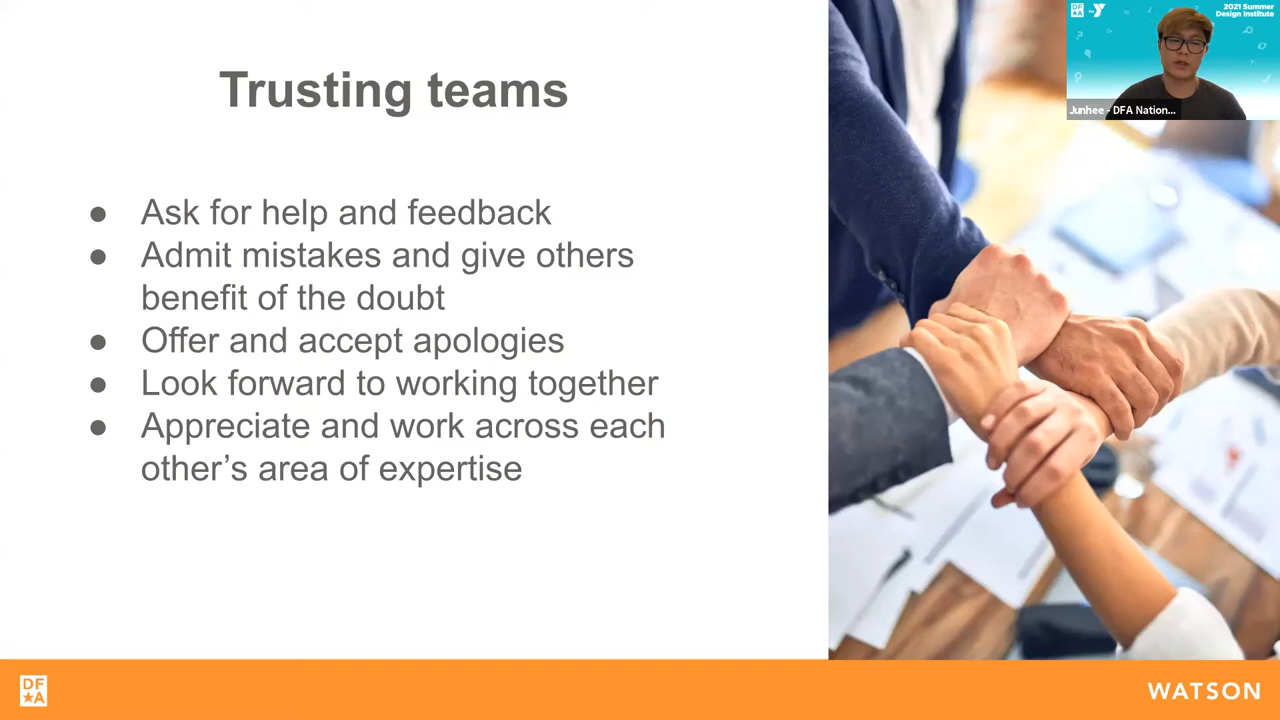 Trusting teams
● Ask for help and feedback
● Admit mistakes and give others
benefit of the doubt
● Offer and accept apologies
● Look forward to working together
● Appreciate and work across each
other’s area of expertise
DF
★A
Y
2021 Summer
Design Institute
Junhee - DFA Nation...
DF
★A
WATSON